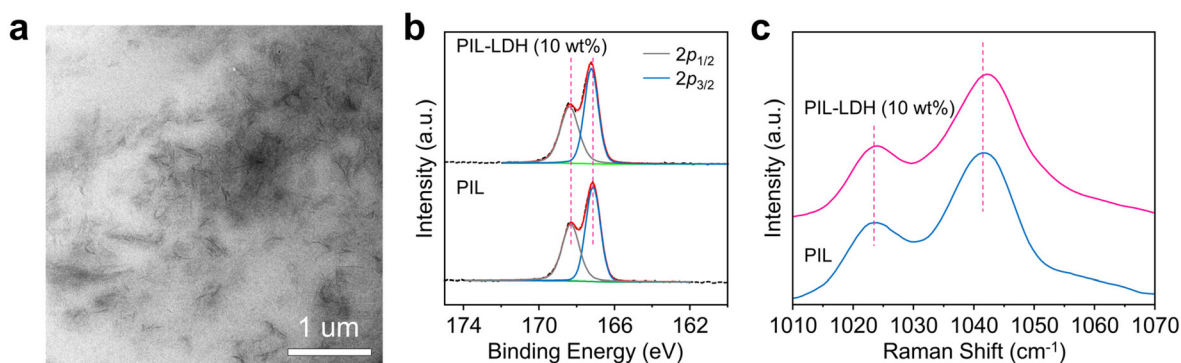 a
1 um
b
PIL-LDH (10 wt%)
2p1/2
2p3/2
PIL
Intensity (a.u.)
174 170 166 162
Binding Energy (eV)
c
PIL-LDH (10 wt%)
PIL
Intensity (a.u.)
1010 1020 1030 1040 1050 1060 1070
Raman Shift (cm-1)